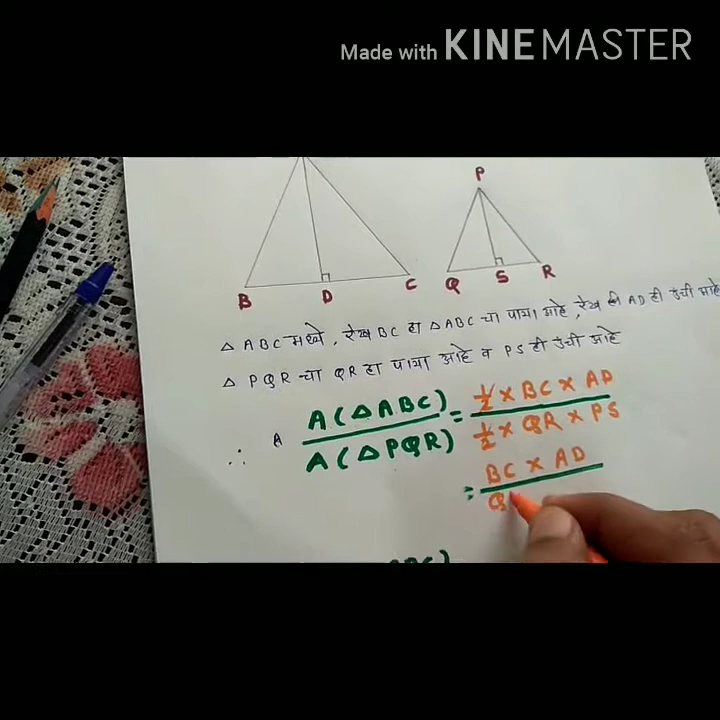 Made with KINEMASTER
P
B D C Q S R
△ ABC मध्ये, रेख BC हा △ ABC चा पाया आहे, रेख AD ही उंची आहे
△ PQR चा QR हा पाया आहे व PS ही उंची आहे
∴ A A(△ABC) / A(△PQR) = ½ × BC × AD / ½ × QR × PS
= BC × AD / Q
BC)